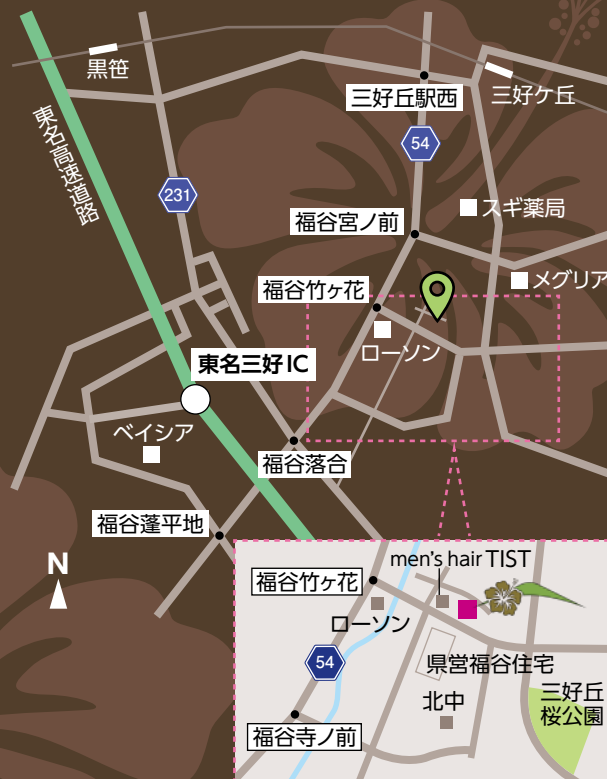 黒笹
三好丘駅西
三好ケ丘
東名高速道路
54
231
スギ薬局
福谷宮ノ前
メグリア
福谷竹ヶ花
ローソン
東名三好IC
ベイシア
福谷落合
福谷蓬平地
N
men's hair TIST
福谷竹ヶ花
ローソン
54
県営福谷住宅
北中
三好丘
桜公園
福谷寺ノ前